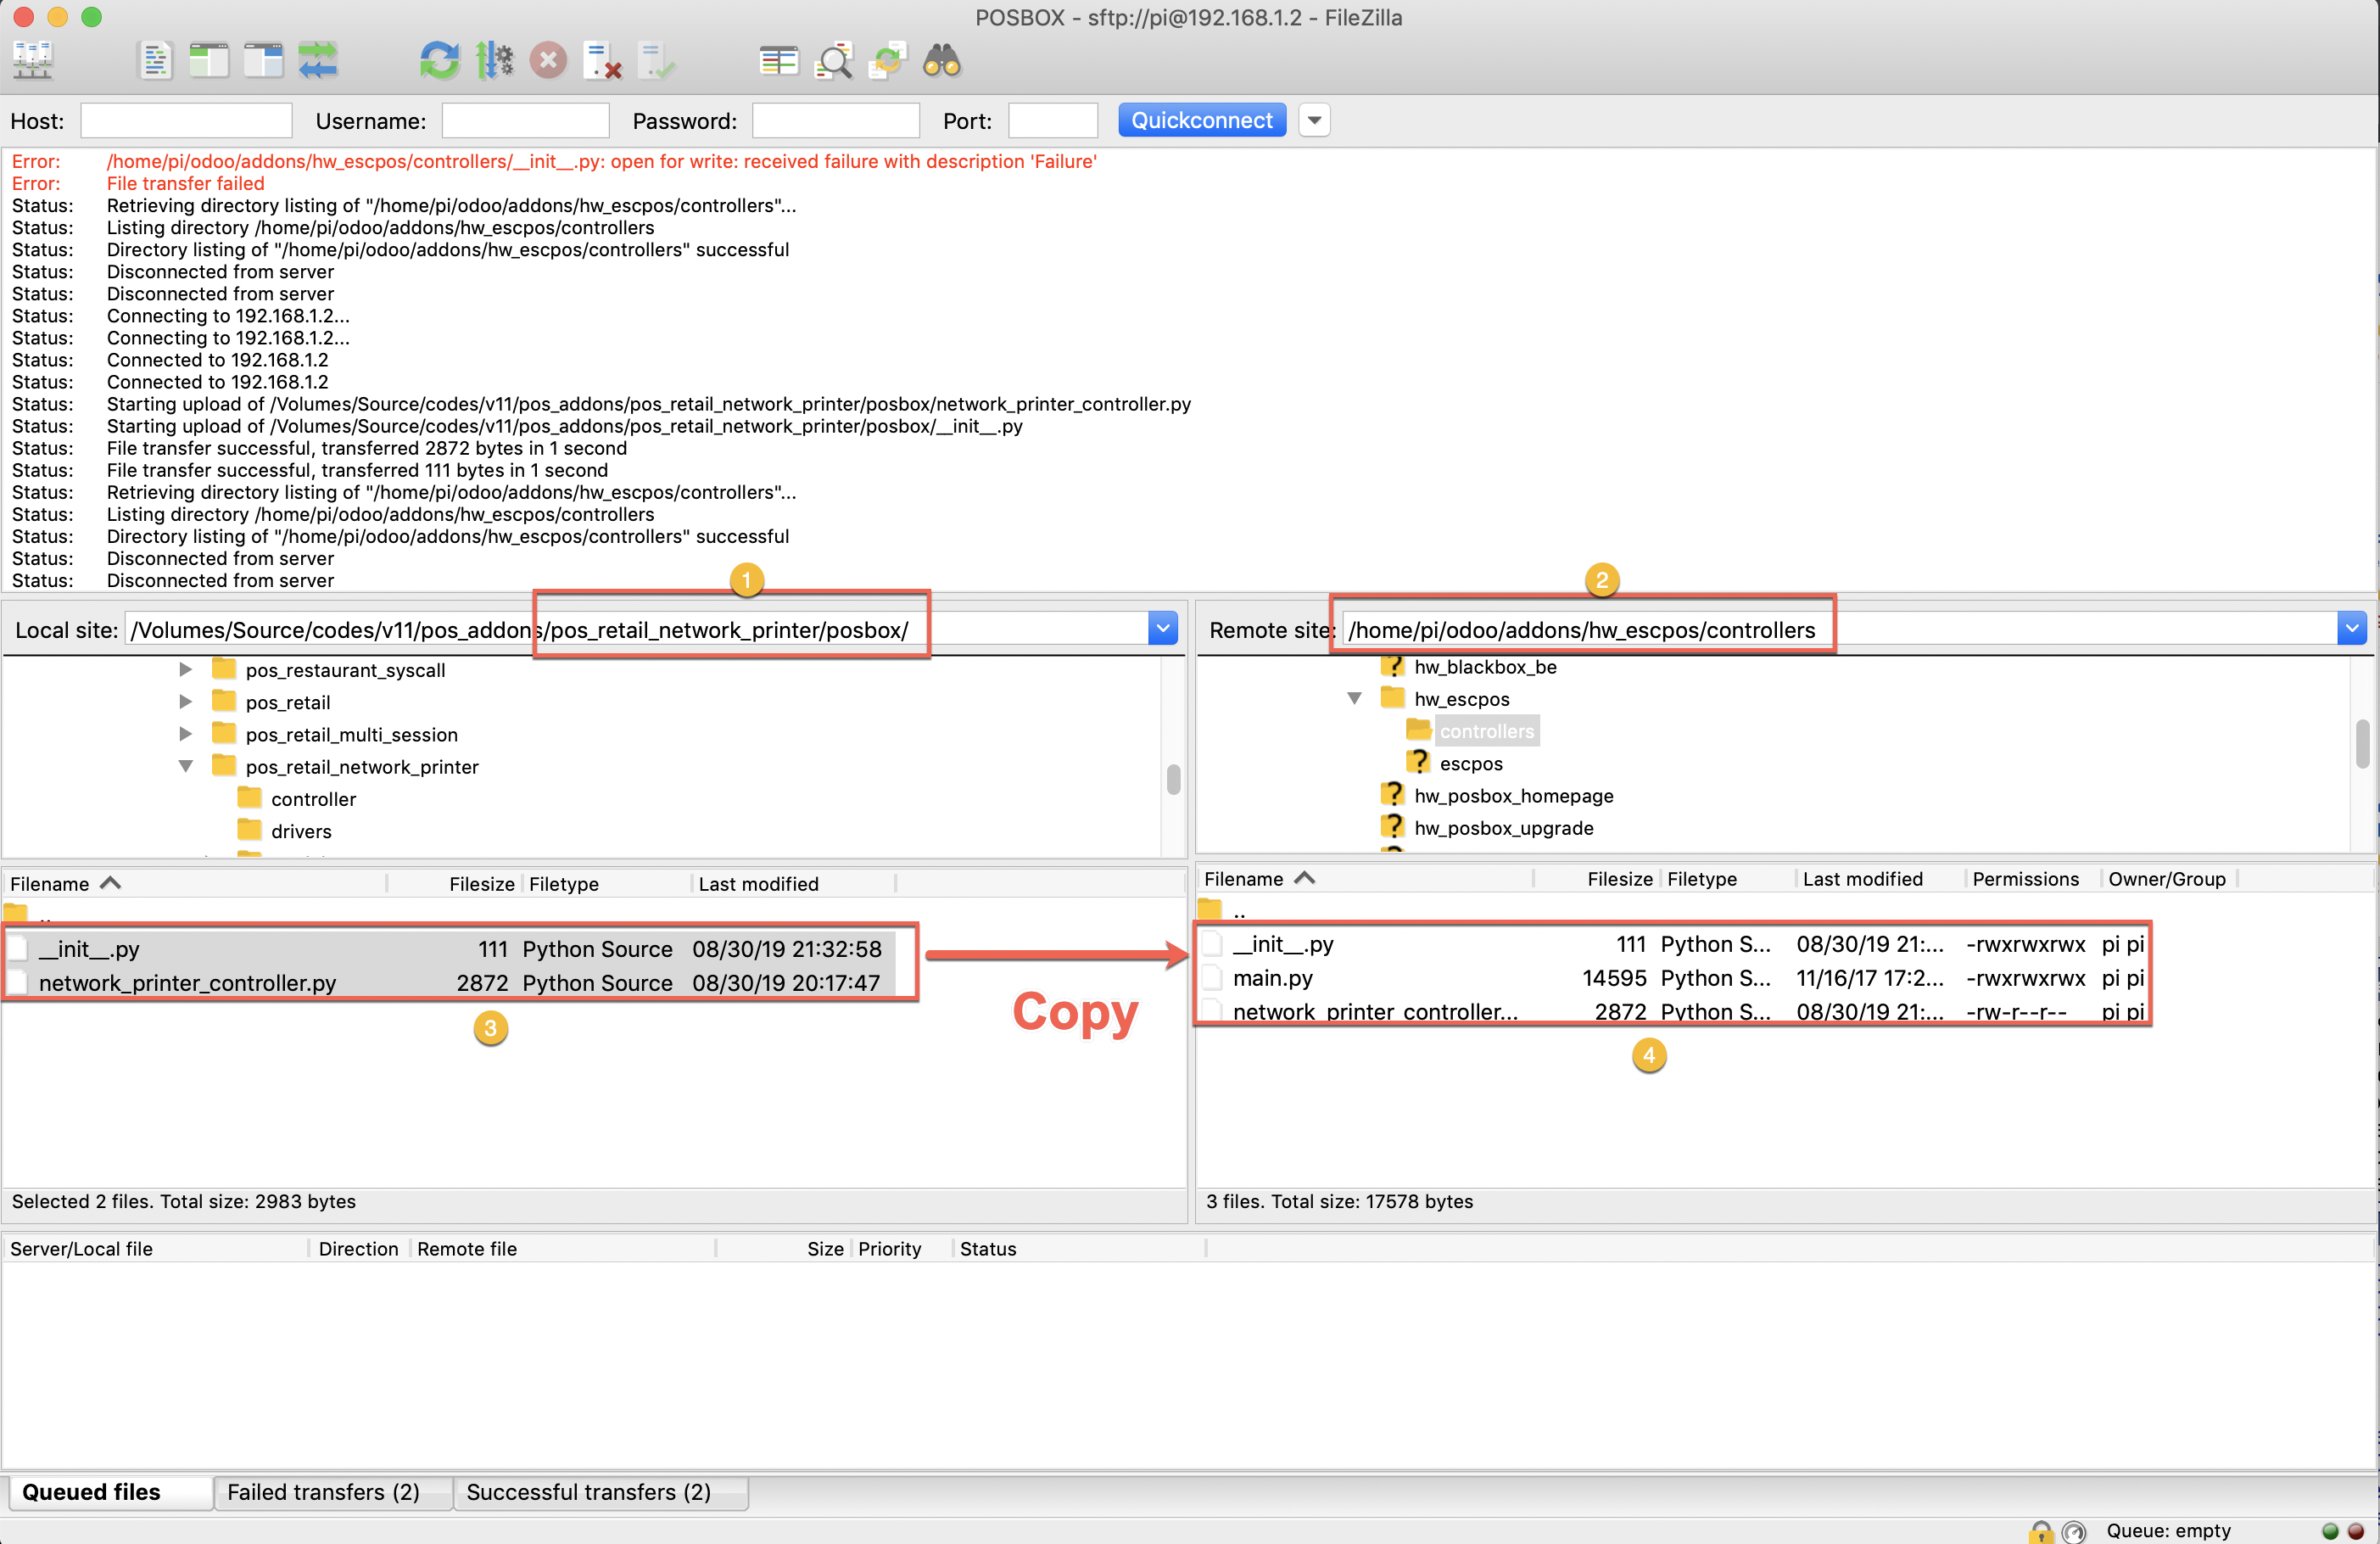 POSBOX - sftp://pi@192.168.1.2 - FileZilla
Host: Username: Password: Port: Quickconnect
Error: /home/pi/odoo/addons/hw_escpos/controllers/__init__.py: open for write: received failure with description 'Failure'
Error: File transfer failed
Status: Retrieving directory listing of "/home/pi/odoo/addons/hw_escpos/controllers"...
Status: Listing directory /home/pi/odoo/addons/hw_escpos/controllers
Status: Directory listing of "/home/pi/odoo/addons/hw_escpos/controllers" successful
Status: Disconnected from server
Status: Disconnected from server
Status: Connecting to 192.168.1.2...
Status: Connecting to 192.168.1.2...
Status: Connected to 192.168.1.2
Status: Connected to 192.168.1.2
Status: Starting upload of /Volumes/Source/codes/v11/pos_addons/pos_retail_network_printer/posbox/network_printer_controller.py
Status: Starting upload of /Volumes/Source/codes/v11/pos_addons/pos_retail_network_printer/posbox/__init__.py
Status: File transfer successful, transferred 2872 bytes in 1 second
Status: File transfer successful, transferred 111 bytes in 1 second
Status: Retrieving directory listing of "/home/pi/odoo/addons/hw_escpos/controllers"...
Status: Listing directory /home/pi/odoo/addons/hw_escpos/controllers
Status: Directory listing of "/home/pi/odoo/addons/hw_escpos/controllers" successful
Status: Disconnected from server
Status: Disconnected from server
1
Local site: /Volumes/Source/codes/v11/pos_addons/pos_retail_network_printer/posbox/
pos_restaurant_syscall
pos_retail
pos_retail_multi_session
pos_retail_network_printer
controller
drivers
Filename Filesize Filetype Last modified
..
__init__.py 111 Python Source 08/30/19 21:32:58
network_printer_controller.py 2872 Python Source 08/30/19 20:17:47
3
Selected 2 files. Total size: 2983 bytes
Copy
2
Remote site: /home/pi/odoo/addons/hw_escpos/controllers
hw_blackbox_be
hw_escpos
controllers
escpos
hw_posbox_homepage
hw_posbox_upgrade
Filename Filesize Filetype Last modified Permissions Owner/Group
..
__init__.py 111 Python S... 08/30/19 21:... -rwxrwxrwx pi pi
main.py 14595 Python S... 11/16/17 17:2... -rwxrwxrwx pi pi
network_printer_controller... 2872 Python S... 08/30/19 21:... -rw-r--r-- pi pi
4
3 files. Total size: 17578 bytes
Server/Local file Direction Remote file Size Priority Status
Queued files Failed transfers (2) Successful transfers (2)
Queue: empty